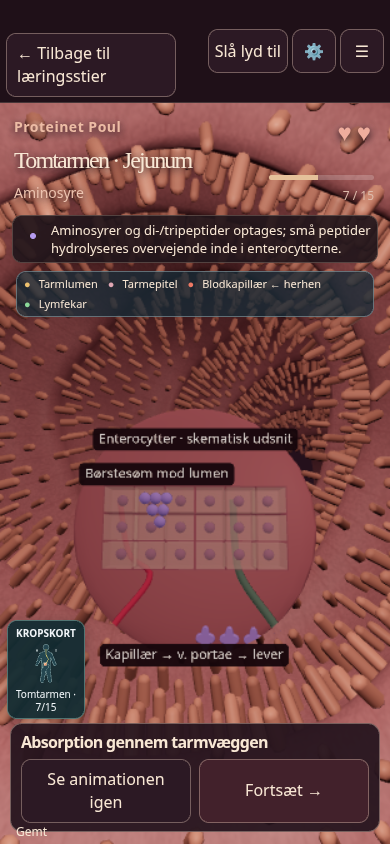 ← Tilbage til
læringsstier
Slå lyd til
Proteinet Poul
Tomtarmen · Jejunum
Aminosyre
7 / 15
Aminosyrer og di-/tripeptider optages; små peptider
hydrolyseres overvejende inde i enterocytterne.
Tarmlumen
Tarmepitel
Blodkapillær ← herhen
Lymfekar
Enterocytter · skematisk udsnit
Børstesøm mod lumen
Kapillær → v. portae → lever
KROPSKORT
Tomtarmen ·
7/15
Absorption gennem tarmvæggen
Se animationen
igen
Fortsæt →
Gemt